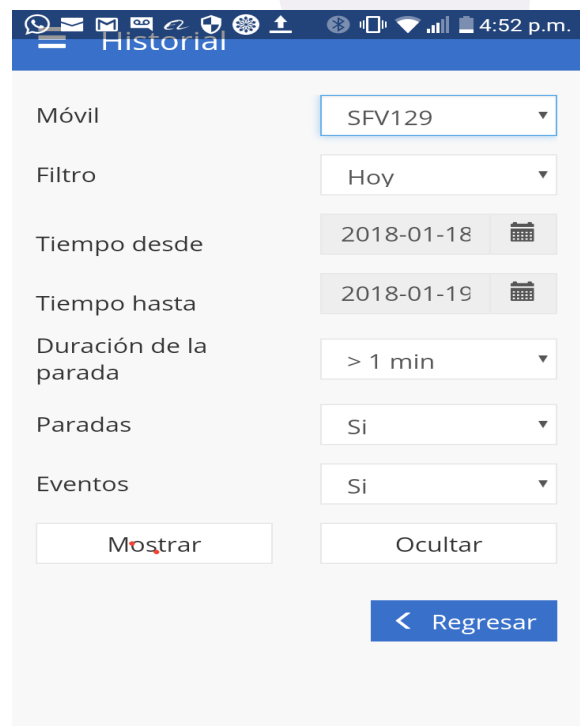 4:52 p.m.
Historial
Móvil SFV129
Filtro Hoy
Tiempo desde 2018-01-18
Tiempo hasta 2018-01-19
Duración de la
parada > 1 min
Paradas Si
Eventos Si
Mostrar Ocultar
Regresar